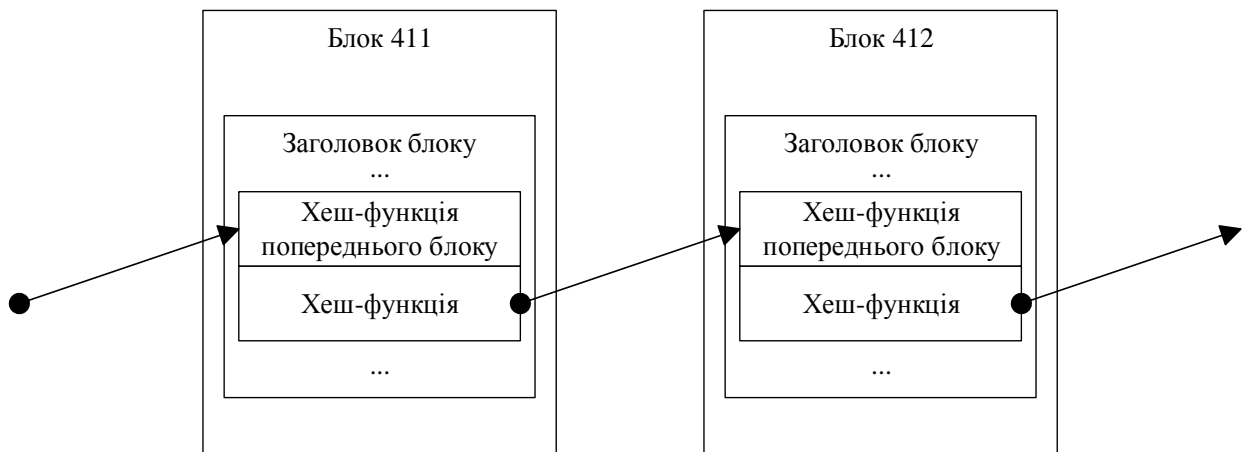 Блок 411
Заголовок блоку
...
Хеш-функція
попереднього блоку
Хеш-функція
...
Блок 412
Заголовок блоку
...
Хеш-функція
попереднього блоку
Хеш-функція
...